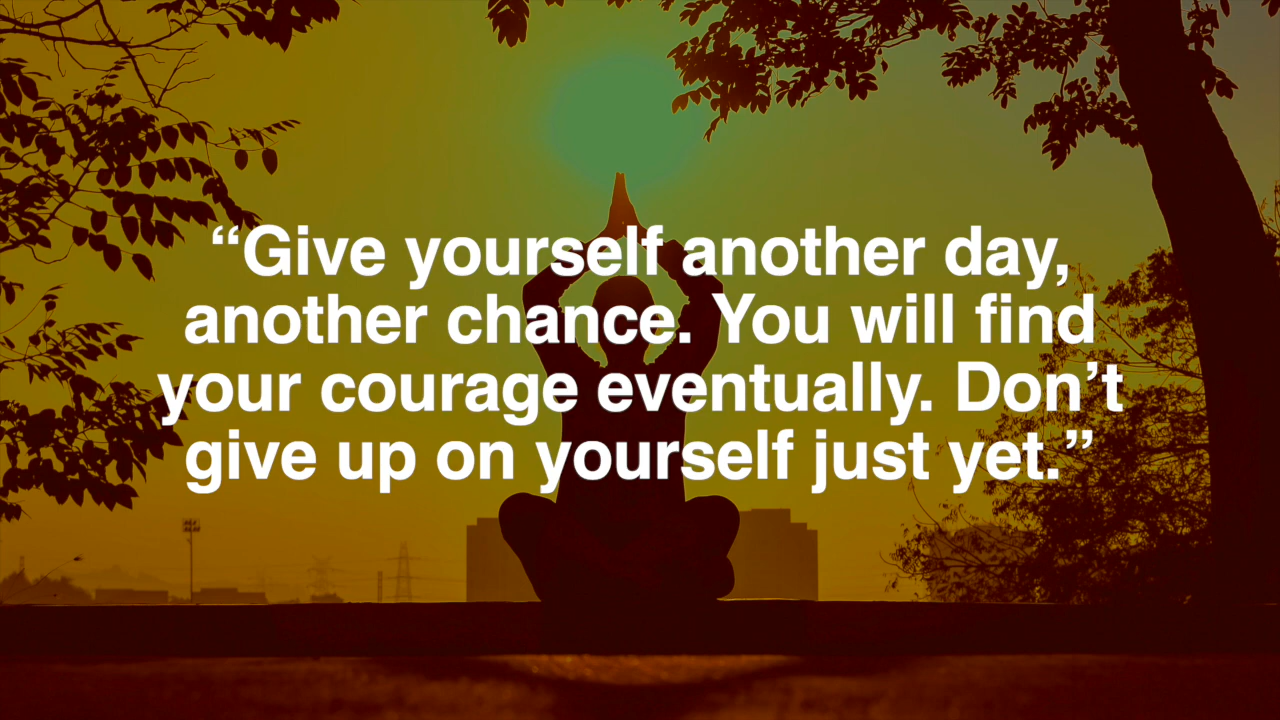 “Give yourself another day,
another chance. You will find
your courage eventually. Don’t
give up on yourself just yet.”